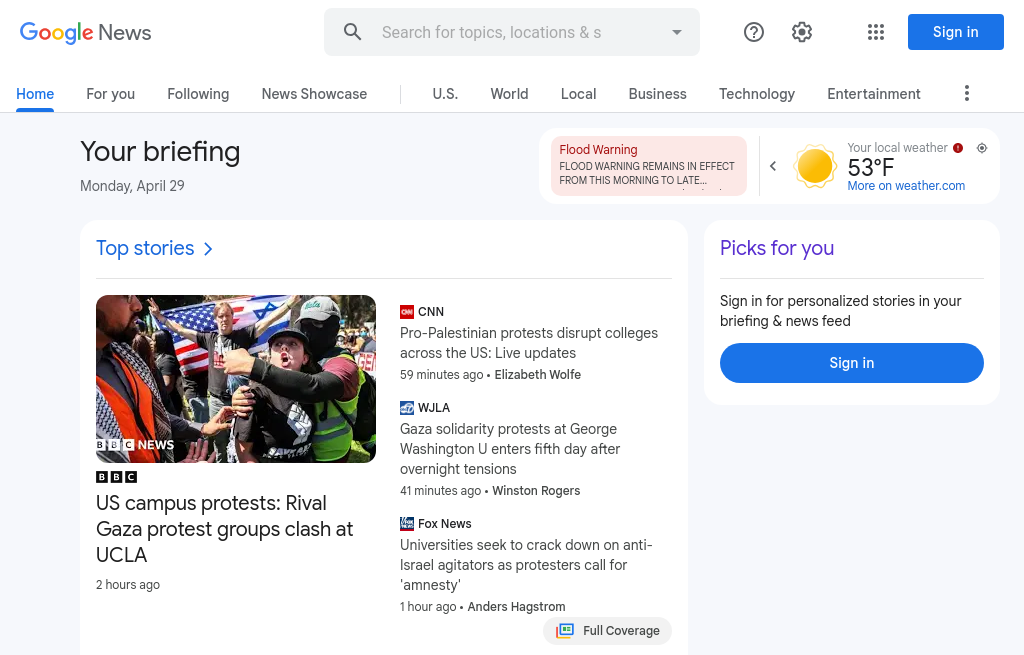 Google News
Search for topics, locations & s
Sign in
Home
For you
Following
News Showcase
U.S.
World
Local
Business
Technology
Entertainment
Your briefing
Monday, April 29
Flood Warning
FLOOD WARNING REMAINS IN EFFECT
FROM THIS MORNING TO LATE...
Your local weather
53°F
More on weather.com
Top stories
BBC NEWS
BBC
US campus protests: Rival
Gaza protest groups clash at
UCLA
2 hours ago
CNN
Pro-Palestinian protests disrupt colleges
across the US: Live updates
59 minutes ago • Elizabeth Wolfe
WJLA
Gaza solidarity protests at George
Washington U enters fifth day after
overnight tensions
41 minutes ago • Winston Rogers
Fox News
Universities seek to crack down on anti-
Israel agitators as protesters call for
'amnesty'
1 hour ago • Anders Hagstrom
Full Coverage
Picks for you
Sign in for personalized stories in your
briefing & news feed
Sign in